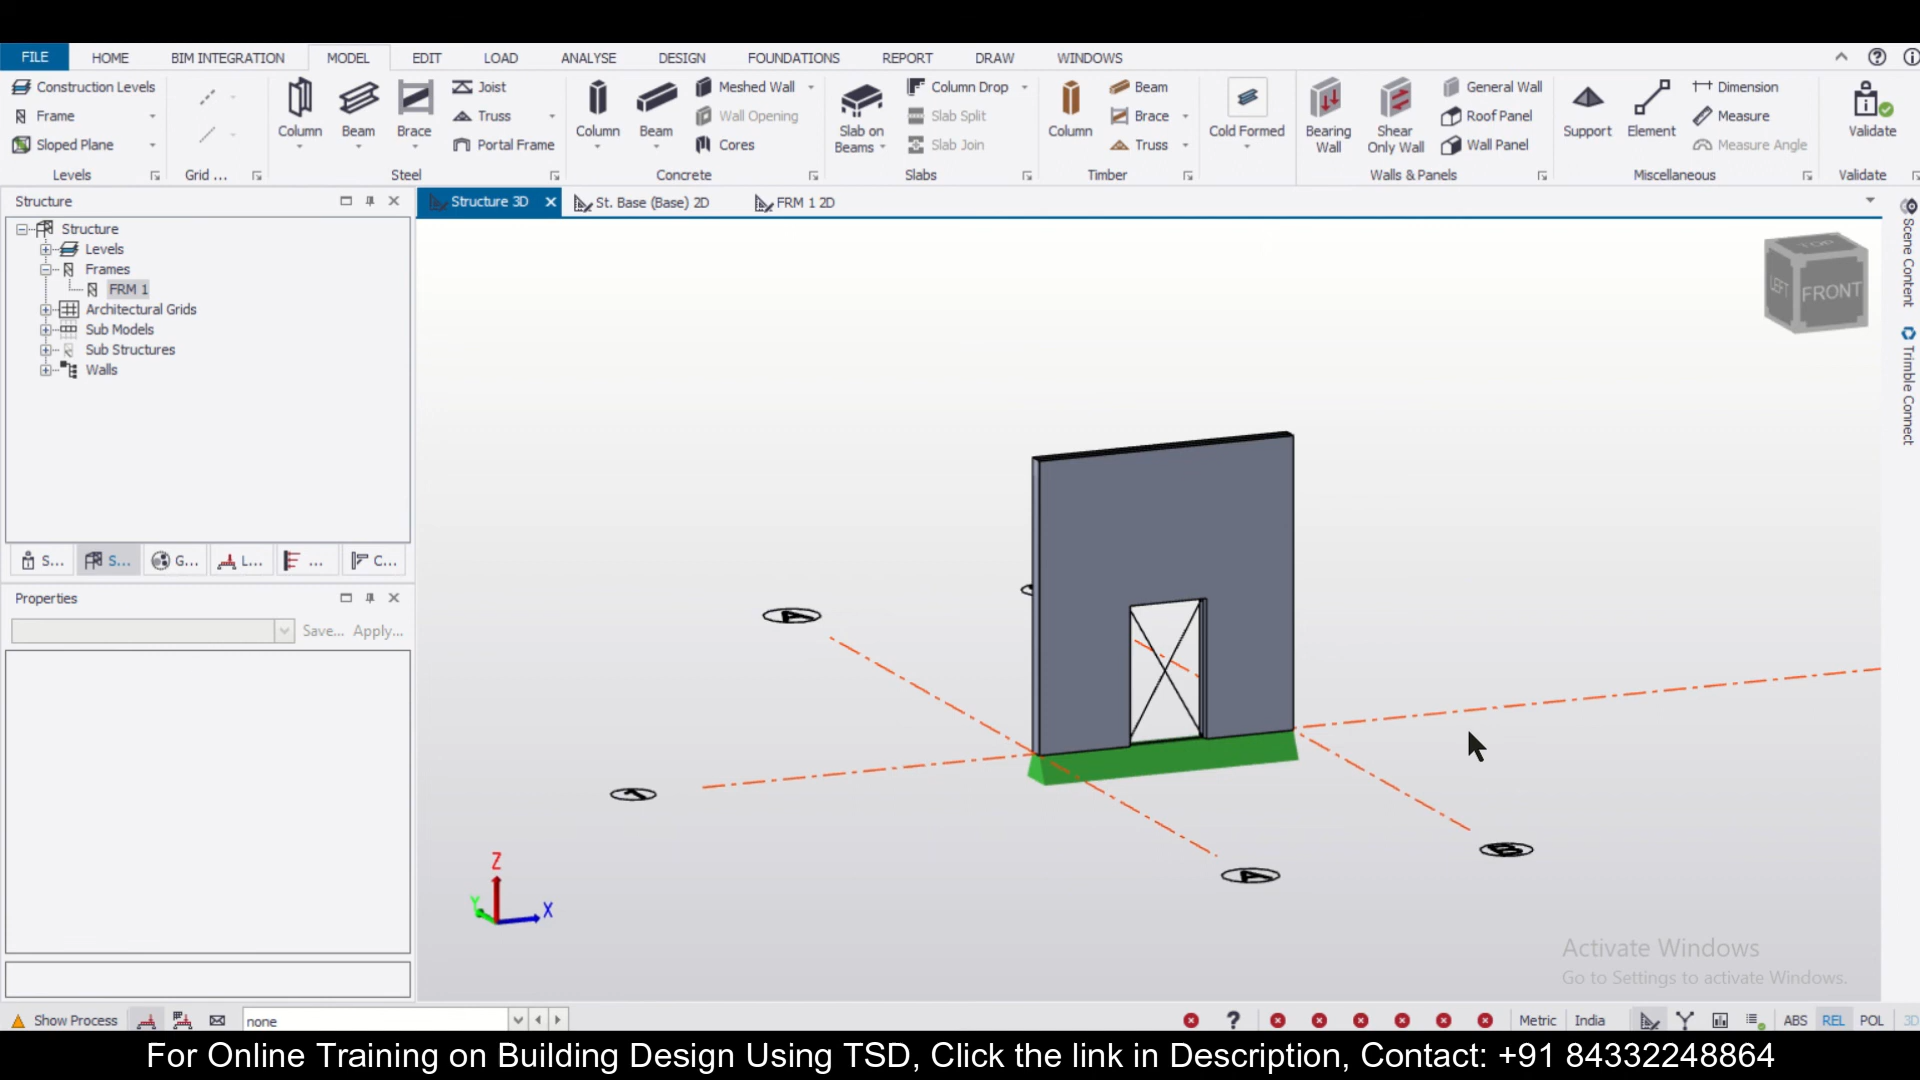 FILE HOME BIM INTEGRATION MODEL EDIT LOAD ANALYSE DESIGN FOUNDATIONS REPORT DRAW WINDOWS
Construction Levels
Frame
Sloped Plane
Levels
Grid ...
Column
Beam
Brace
Joist
Truss
Portal Frame
Steel
Column
Beam
Meshed Wall
Wall Opening
Cores
Concrete
Slab on
Beams
Column Drop
Slab Split
Slab Join
Slabs
Column
Beam
Brace
Truss
Timber
Cold Formed
Bearing
Wall
Shear
Only Wall
General Wall
Roof Panel
Wall Panel
Walls & Panels
Support
Element
Dimension
Measure
Measure Angle
Miscellaneous
Validate
Validate
Structure
Structure 3D
St. Base (Base) 2D
FRM 1 2D
Structure
Levels
Frames
FRM 1
Architectural Grids
Sub Models
Sub Structures
Walls
S...
S...
G...
L...
...
C...
Properties
Save... Apply...
TOP
LEFT
FRONT
Scene Content
Trimble Connect
A
1
A
B
Z
Y
X
Activate Windows
Go to Settings to activate Windows.
Show Process
none
Metric India
ABS REL POL 3D
For Online Training on Building Design Using TSD, Click the link in Description, Contact: +91 84332248864